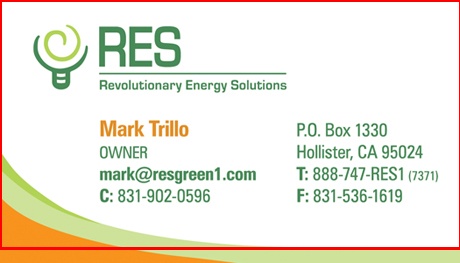 RES
Revolutionary Energy Solutions
Mark Trillo
OWNER
mark@resgreen1.com
C: 831-902-0596
P.O. Box 1330
Hollister, CA 95024
T: 888-747-RES1 (7371)
F: 831-536-1619